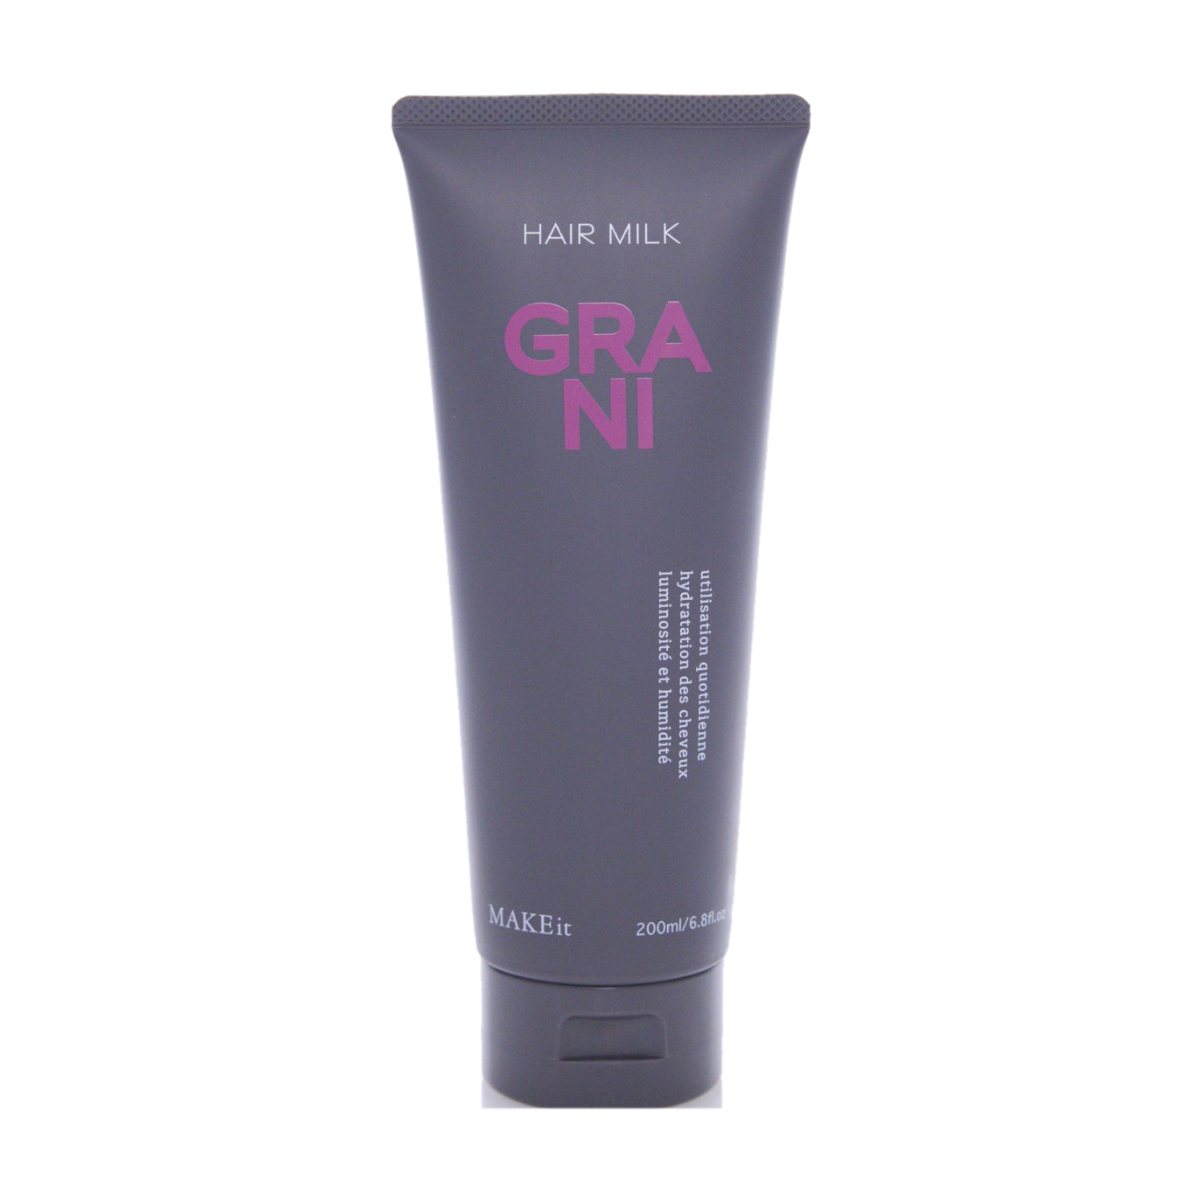 HAIR MILK
GRA
NI
utilisation quotidienne
hydratation des cheveux
luminosité et humidité
MAKEit
200ml/6.8fl.oz